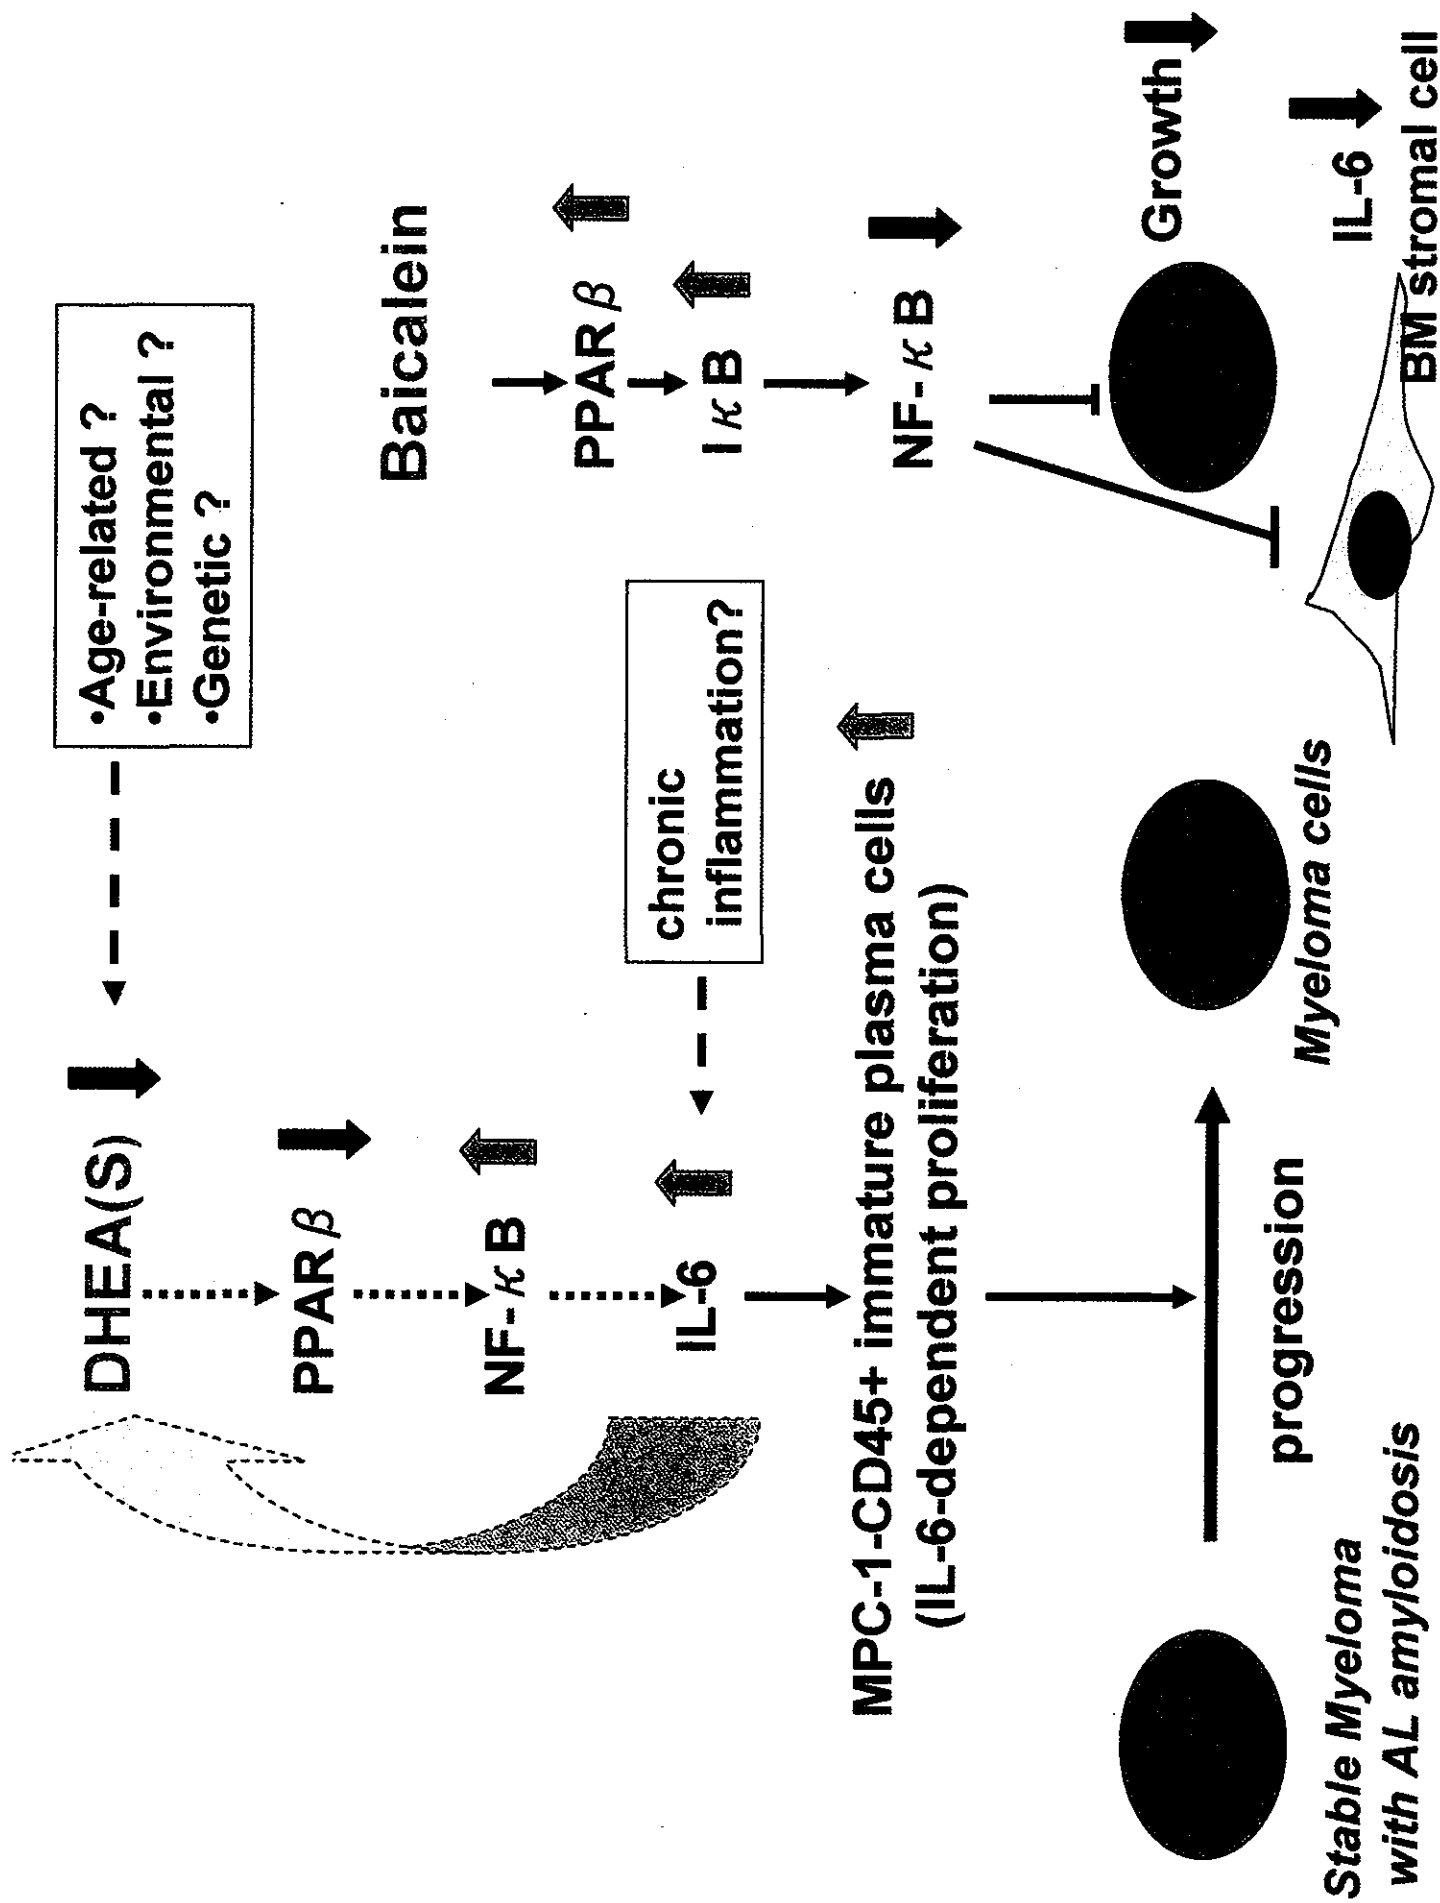 •Age-related ?
•Environmental ?
•Genetic ?
DHEA(S)
PPARβ
NF-κB
IL-6
chronic
inflammation?
MPC-1-CD45+ immature plasma cells
(IL-6-dependent proliferation)
progression
Stable Myeloma
with AL amyloidosis
Myeloma cells
Baicalein
PPARβ
IκB
NF-κB
Growth
IL-6
BM stromal cell